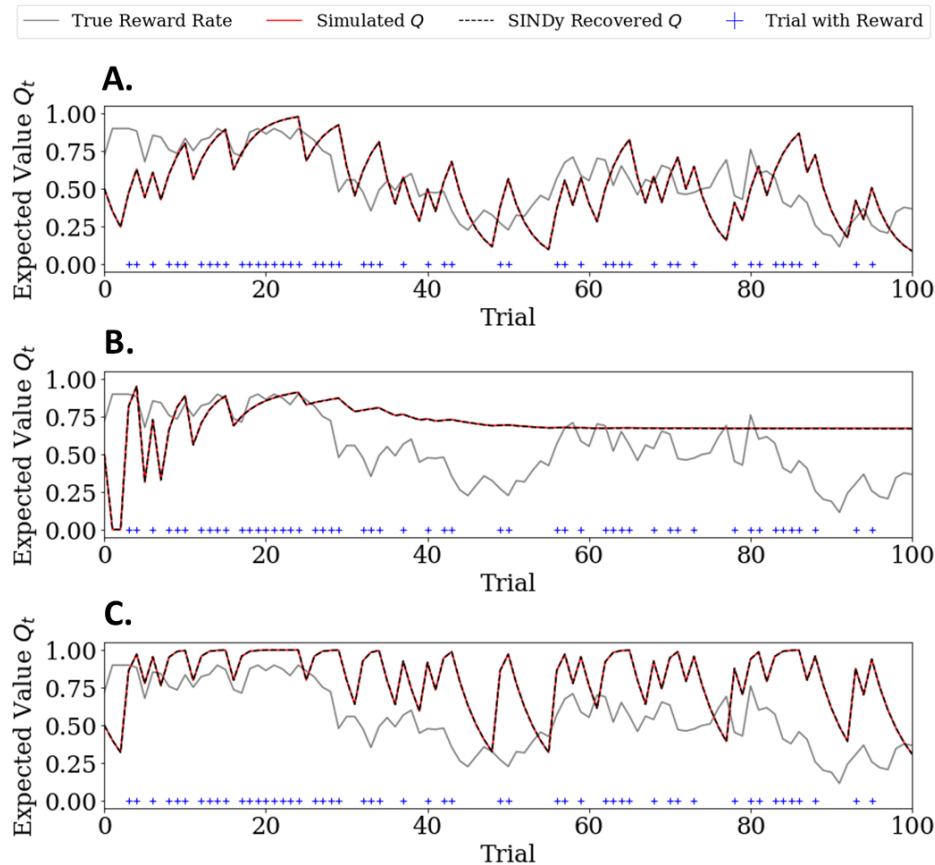 True Reward Rate Simulated Q SINDy Recovered Q Trial with Reward
A.
Expected Value Qt
1.00
0.75
0.50
0.25
0.00
0 20 40 60 80 100
Trial
B.
Expected Value Qt
1.00
0.75
0.50
0.25
0.00
0 20 40 60 80 100
Trial
C.
Expected Value Qt
1.00
0.75
0.50
0.25
0.00
0 20 40 60 80 100
Trial